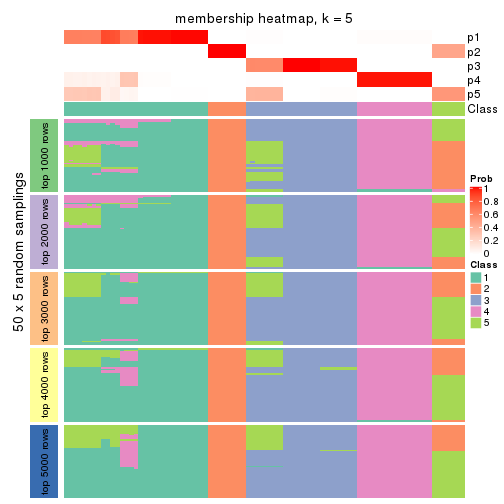 membership heatmap, k = 5
p1
p2
p3
p4
p5
Class
50 x 5 random samplings
top 1000 rows
top 2000 rows
top 3000 rows
top 4000 rows
top 5000 rows
Prob
1
0.8
0.6
0.4
0.2
0
Class
1
2
3
4
5